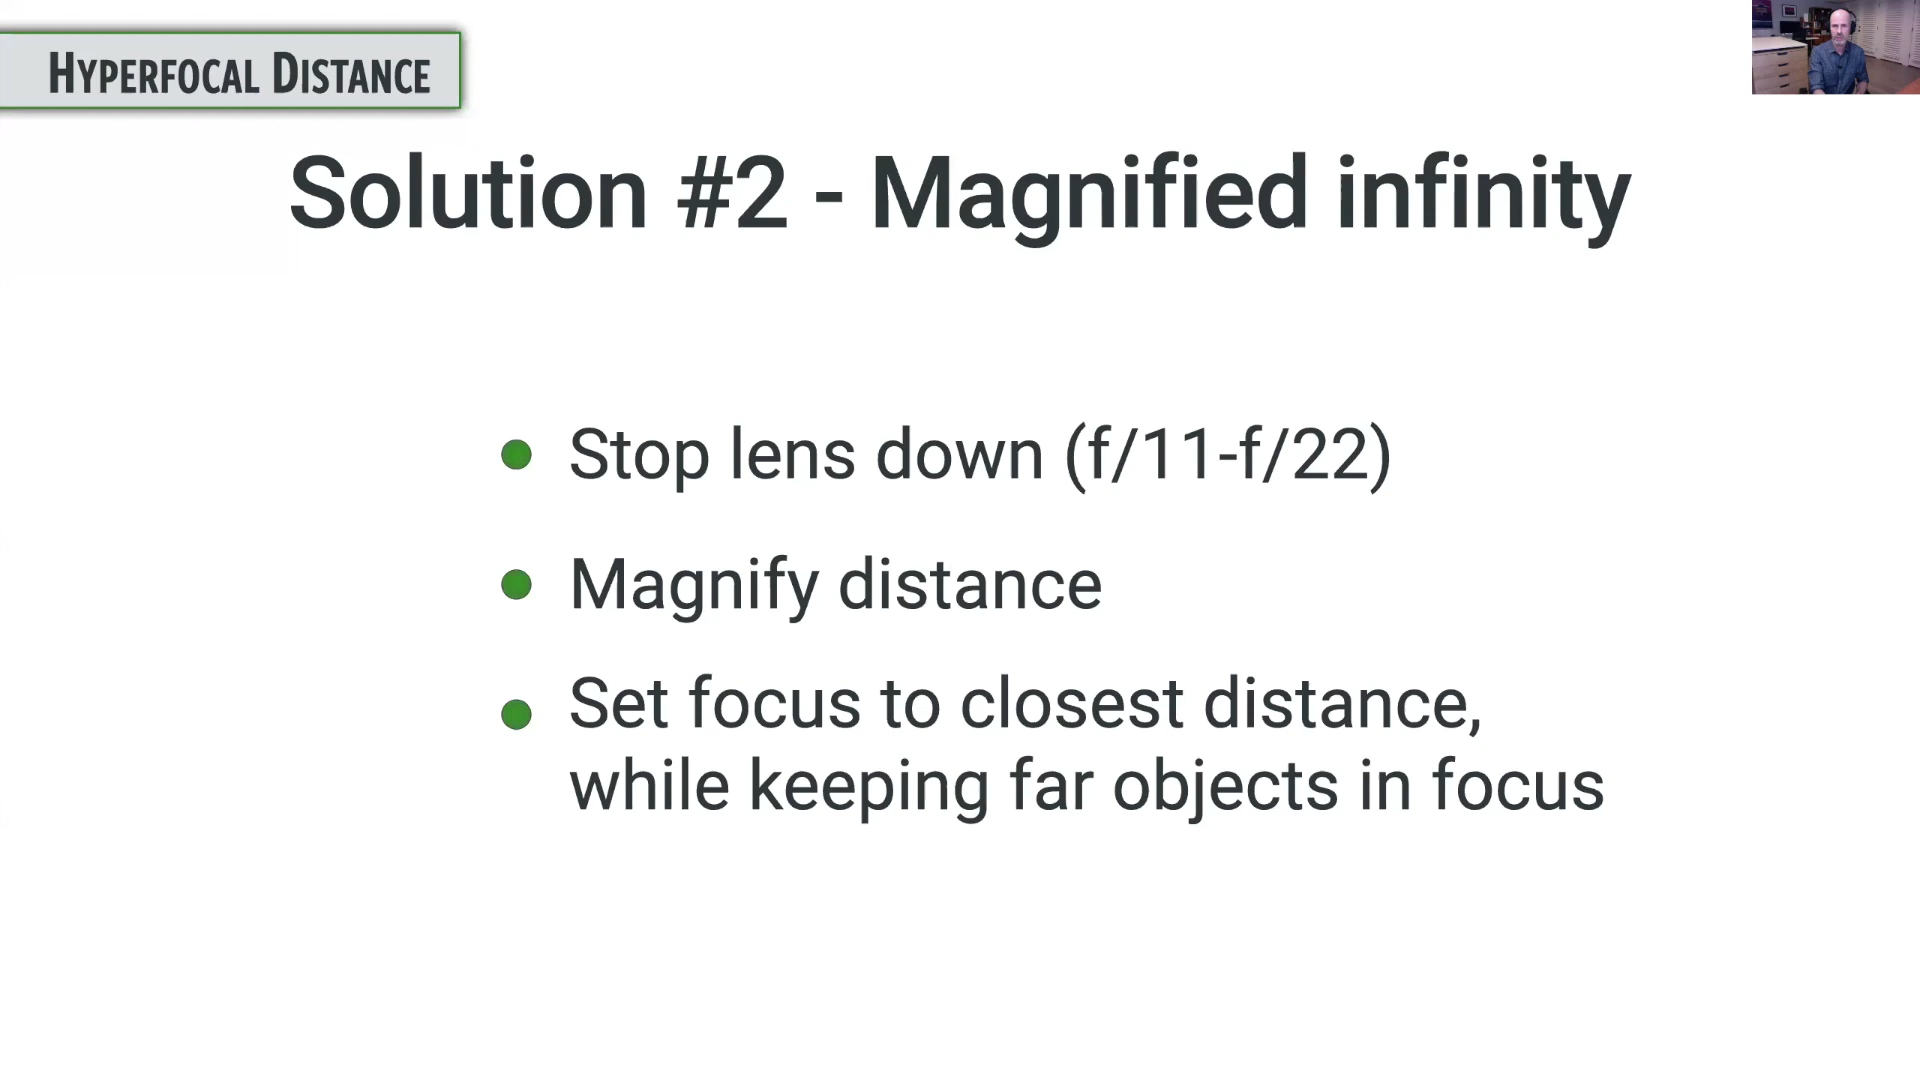 HYPERFOCAL DISTANCE
Solution #2 - Magnified infinity
Stop lens down (f/11-f/22)
Magnify distance
Set focus to closest distance,
while keeping far objects in focus